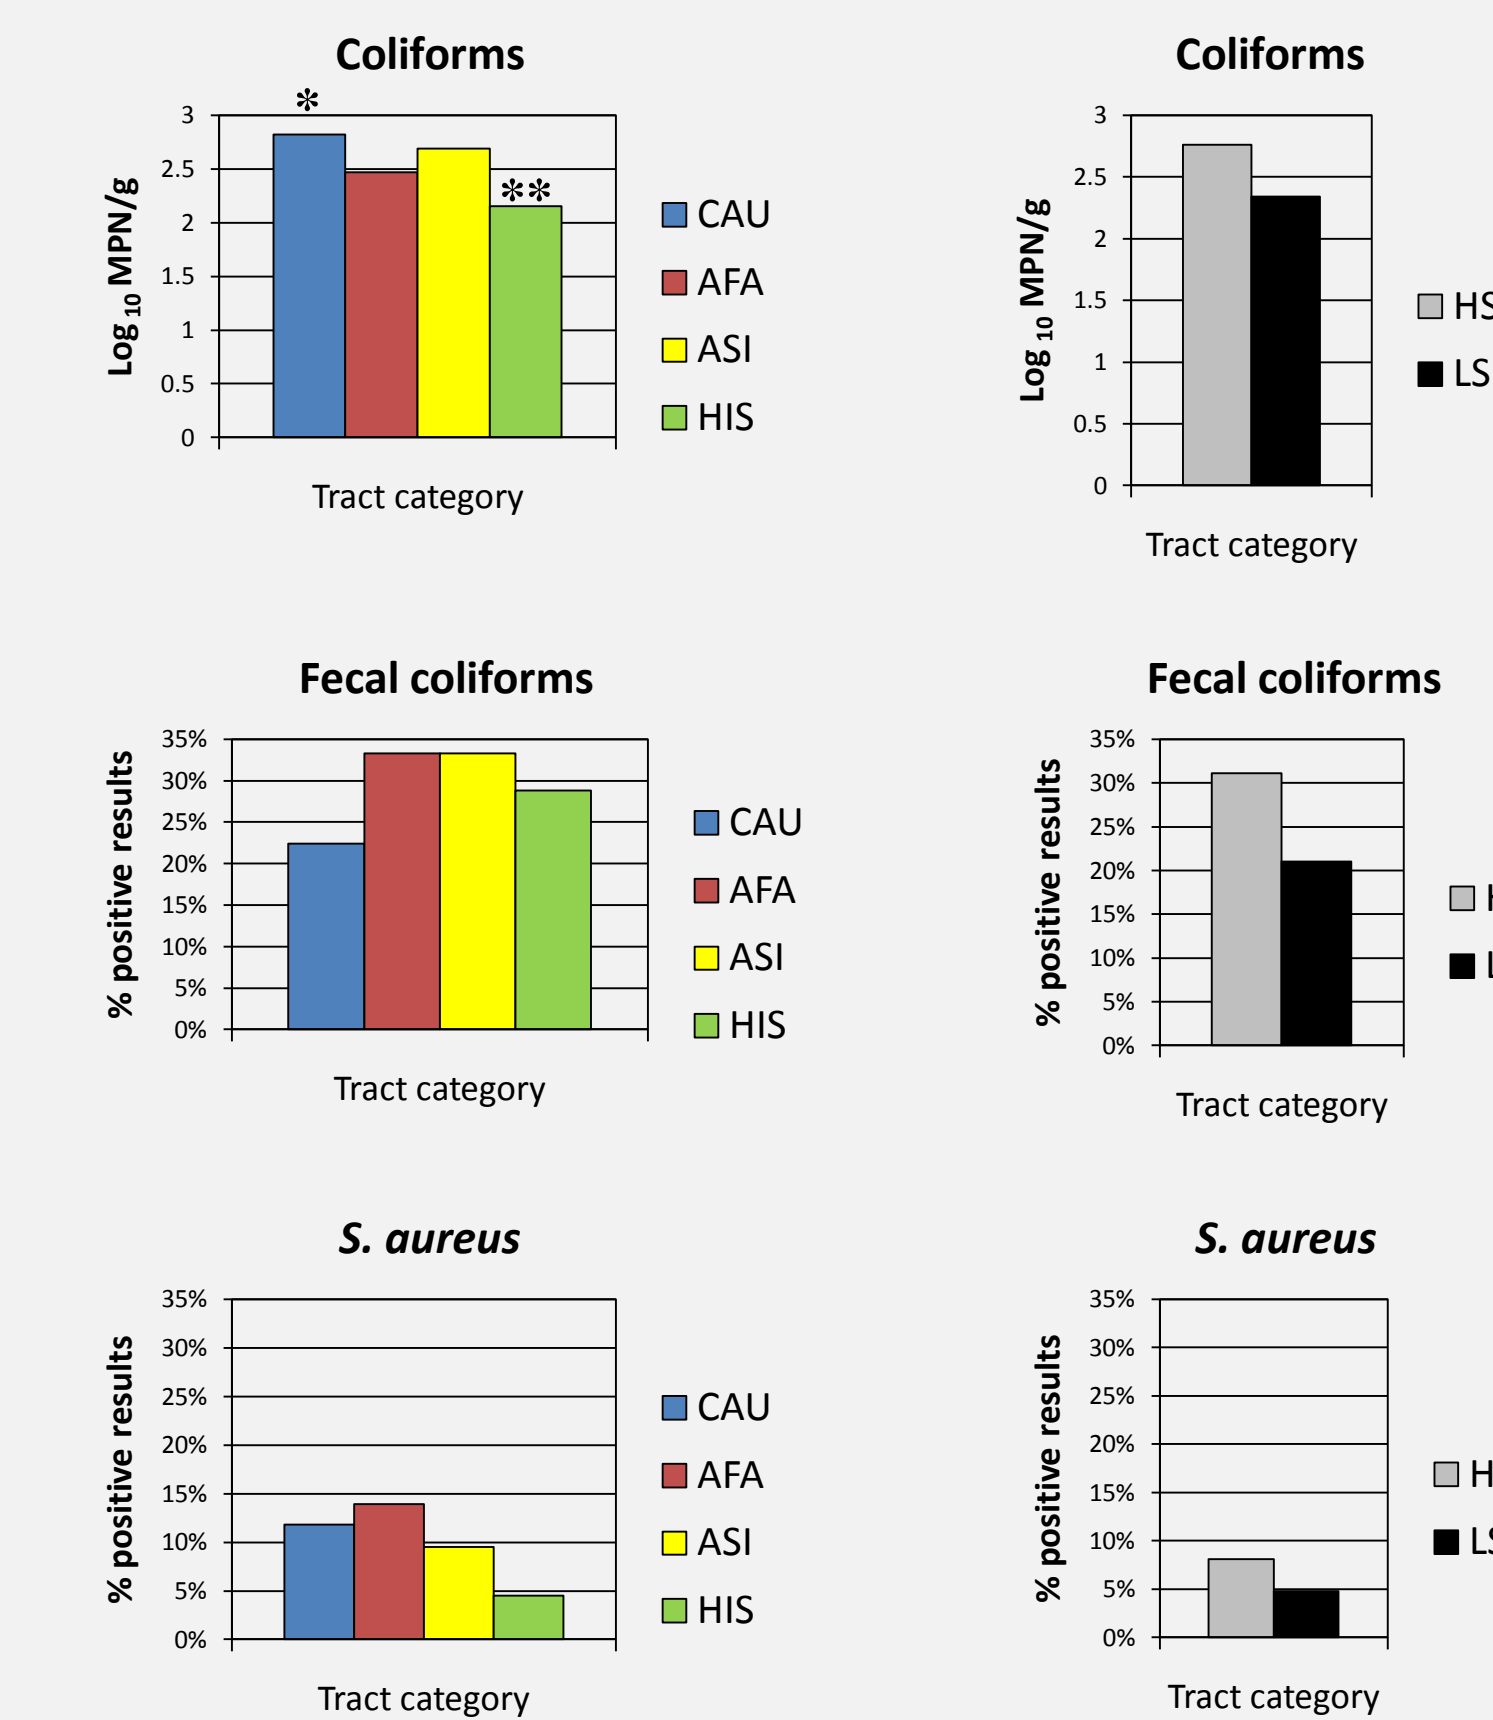 Coliforms
*
**
3
2.5
2
1.5
1
0.5
0
Log 10 MPN/g
Tract category
CAU
AFA
ASI
HIS
Coliforms
3
2.5
2
1.5
1
0.5
0
Log 10 MPN/g
Tract category
HS
LS
Fecal coliforms
35%
30%
25%
20%
15%
10%
5%
0%
% positive results
Tract category
CAU
AFA
ASI
HIS
Fecal coliforms
35%
30%
25%
20%
15%
10%
5%
0%
% positive results
Tract category
S. aureus
35%
30%
25%
20%
15%
10%
5%
0%
% positive results
Tract category
CAU
AFA
ASI
HIS
S. aureus
35%
30%
25%
20%
15%
10%
5%
0%
% positive results
Tract category
H
LS